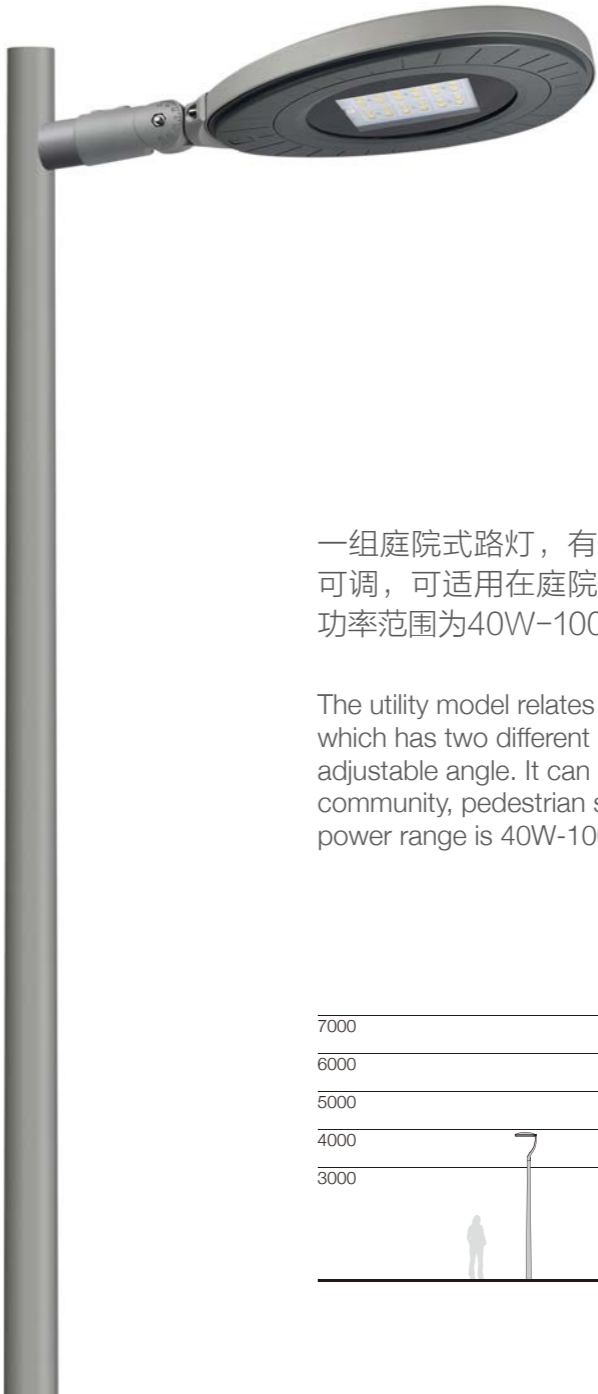 一组庭院式路灯，有
可调，可适用在庭院
功率范围为40W-100
The utility model relates
which has two different
adjustable angle. It can
community, pedestrian s
power range is 40W-10
7000
6000
5000
4000
3000